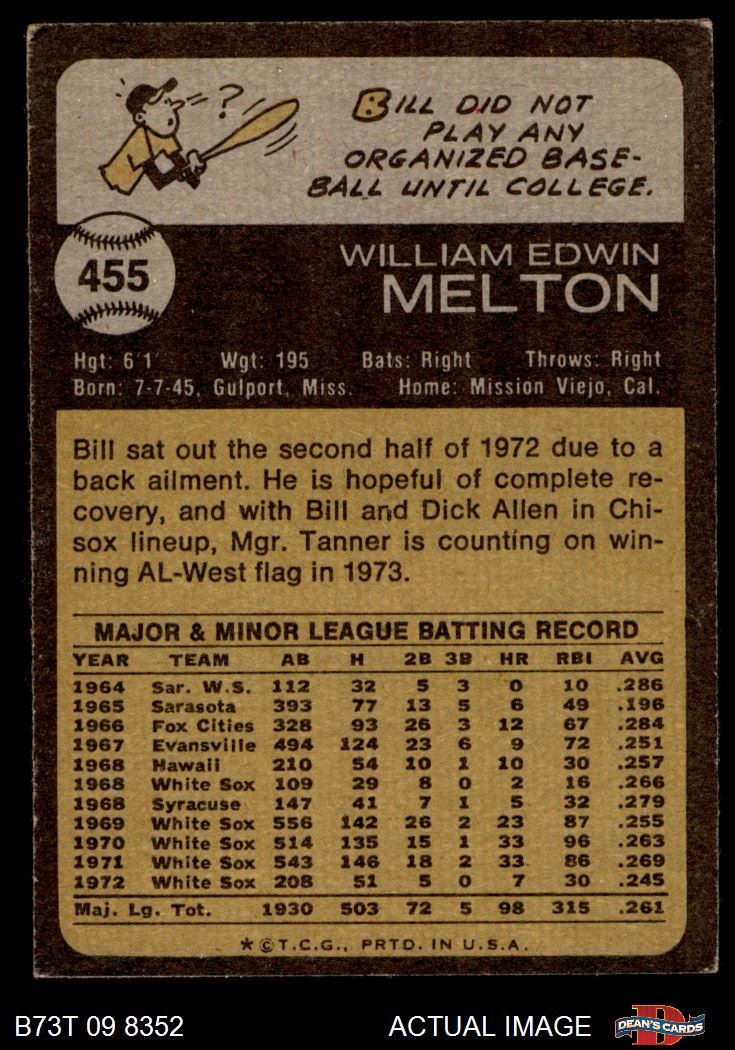 ?
BILL DID NOT
PLAY ANY
ORGANIZED BASE-
BALL UNTIL COLLEGE.
455
WILLIAM EDWIN
MELTON
Hgt: 6'1" Wgt: 195 Bats: Right Throws: Right
Born: 7-7-45, Gulport, Miss. Home: Mission Viejo, Cal.
Bill sat out the second half of 1972 due to a
back ailment. He is hopeful of complete re-
covery, and with Bill and Dick Allen in Chi-
sox lineup, Mgr. Tanner is counting on win-
ning AL-West flag in 1973.
MAJOR & MINOR LEAGUE BATTING RECORD
YEAR TEAM AB H 2B 3B HR RBI AVG
1964 Sar. W.S. 112 32 5 3 0 10 .286
1965 Sarasota 393 77 13 5 6 49 .196
1966 Fox Cities 328 93 26 3 12 67 .284
1967 Evansville 494 124 23 6 9 72 .251
1968 Hawaii 210 54 10 1 10 30 .257
1968 White Sox 109 29 8 0 2 16 .266
1968 Syracuse 147 41 7 1 5 32 .279
1969 White Sox 556 142 26 2 23 87 .255
1970 White Sox 514 135 15 1 33 96 .263
1971 White Sox 543 146 18 2 33 86 .269
1972 White Sox 208 51 5 0 7 30 .245
Maj. Lg. Tot. 1930 503 72 5 98 315 .261
*©T.C.G., PRTD. IN U.S.A.
B73T 09 8352 ACTUAL IMAGE DEAN'S CARDS